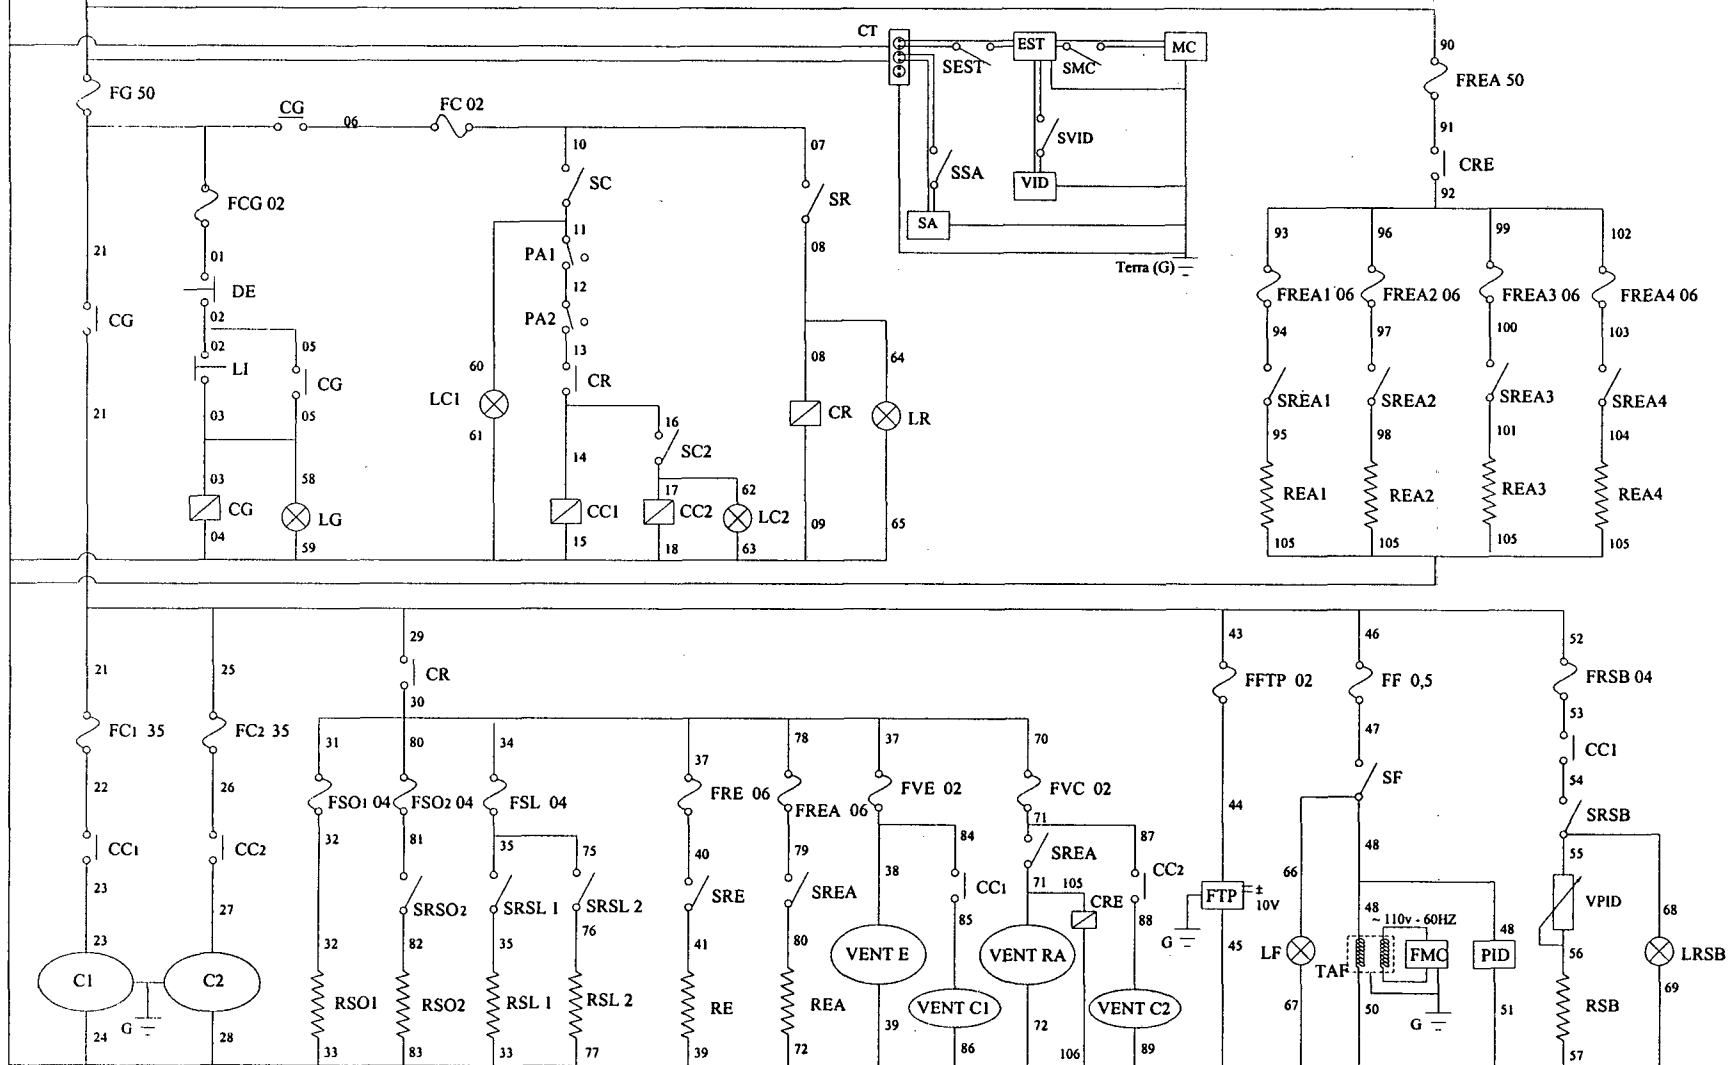 CT
EST
MC
SEST
SMC
90
FREA 50
FG 50
CG
06
FC 02
91
10
07
SVID
CRE
SSA
92
SC
VID
FCG 02
SR
SA
93
96
99
102
21
11
08
01
PA1
Terra (G)
DE
12
FREA1 06
FREA2 06
FREA3 06
FREA4 06
CG
02
PA2
94
97
100
103
02
05
13
60
08
64
LI
CG
CR
LC1
SREA1
SREA2
SREA3
SREA4
21
03
05
61
16
CR
LR
95
98
101
104
14
SC2
03
58
17
62
REA1
REA2
REA3
REA4
CG
LG
CC1
CC2
LC2
04
59
15
18
63
09
65
105
105
105
105
29
43
46
52
21
25
CR
30
FFTP 02
FF 0,5
FRSB 04
FC1 35
FC2 35
31
80
34
37
78
37
70
47
53
CC1
22
26
FSO1 04
FSO2 04
FSL 04
FRE 06
FREA 06
FVE 02
FVC 02
SF
54
44
71
SRSB
32
81
35
75
40
79
84
87
CC1
CC2
SREA
48
55
38
CC1
71
105
CC2
66
23
27
SRSO2
SRSL 1
SRSL 2
SRE
SREA
85
CRE
88
FTP
± 10V
48
~ 110v - 60HZ
48
VPID
68
23
32
82
35
76
41
80
VENT E
VENT RA
G
45
LF
TAF
FMC
PID
56
LRSB
C1
C2
RSO1
RSO2
RSL 1
RSL 2
RE
REA
VENT C1
VENT C2
67
50
51
RSB
69
G
G
24
28
33
83
33
77
39
72
39
86
72
106
89
57